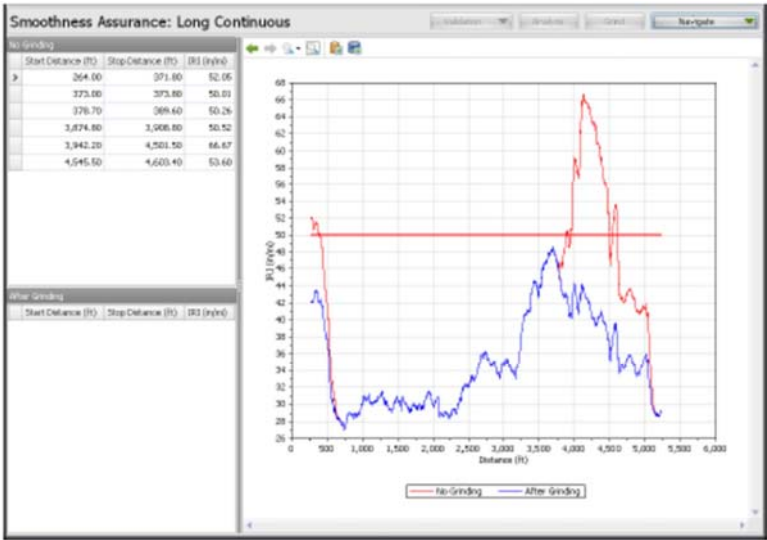 Smoothness Assurance: Long Continuous
Validation
Analyze
Grind
Navigate
No Grinding
Start Distance (ft) Stop Distance (ft) IRI (in/mi)
264.00 371.80 52.05
373.00 373.80 50.01
378.70 389.60 50.26
3,874.80 3,908.80 50.52
3,942.20 4,501.50 66.67
4,545.50 4,603.40 53.60
After Grinding
Start Distance (ft) Stop Distance (ft) IRI (in/mi)
68
66
64
62
60
58
56
54
52
50
48
46
44
42
40
38
36
34
32
30
28
26
IRI (in/mi)
0 500 1,000 1,500 2,000 2,500 3,000 3,500 4,000 4,500 5,000 5,500 6,000
Distance (ft)
No Grinding After Grinding